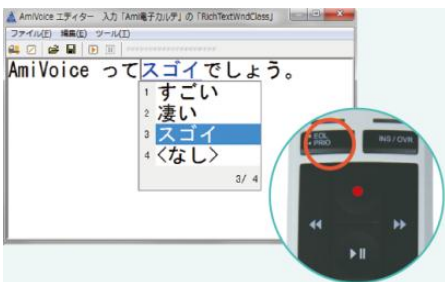 AmiVoice エディター 入力「Ami電子カルテ」の「RichTextWndClass」
ファイル(F) 編集(E) ツール(T)
AmiVoice ってスゴイでしょう。
1 すごい
2 凄い
3 スゴイ
4 <なし>
3/ 4
EOL
PRIO
INS / OVR